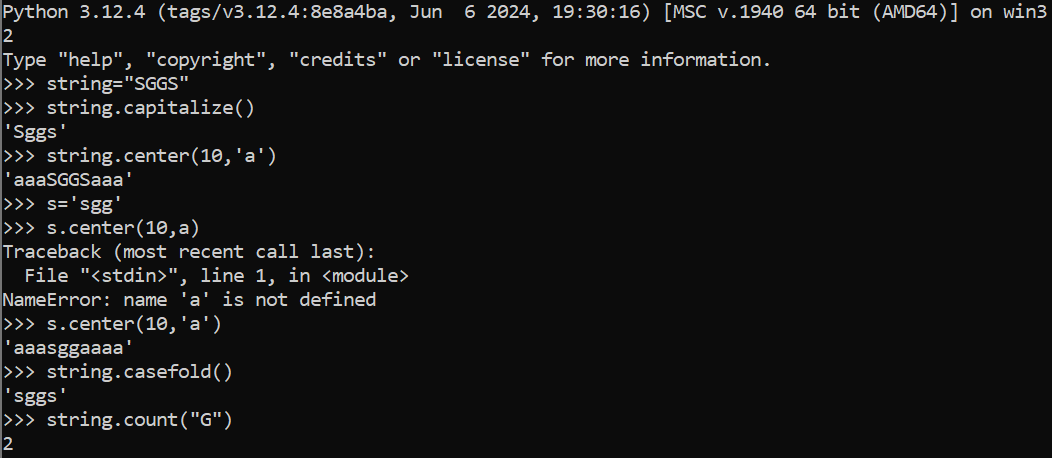 Python 3.12.4 (tags/v3.12.4:8e8a4ba, Jun  6 2024, 19:30:16) [MSC v.1940 64 bit (AMD64)] on win3
2
Type "help", "copyright", "credits" or "license" for more information.
>>> string="SGGS"
>>> string.capitalize()
'Sggs'
>>> string.center(10,'a')
'aaaSGGSaaa'
>>> s='sgg'
>>> s.center(10,a)
Traceback (most recent call last):
  File "<stdin>", line 1, in <module>
NameError: name 'a' is not defined
>>> s.center(10,'a')
'aaasggaaaa'
>>> string.casefold()
'sggs'
>>> string.count("G")
2